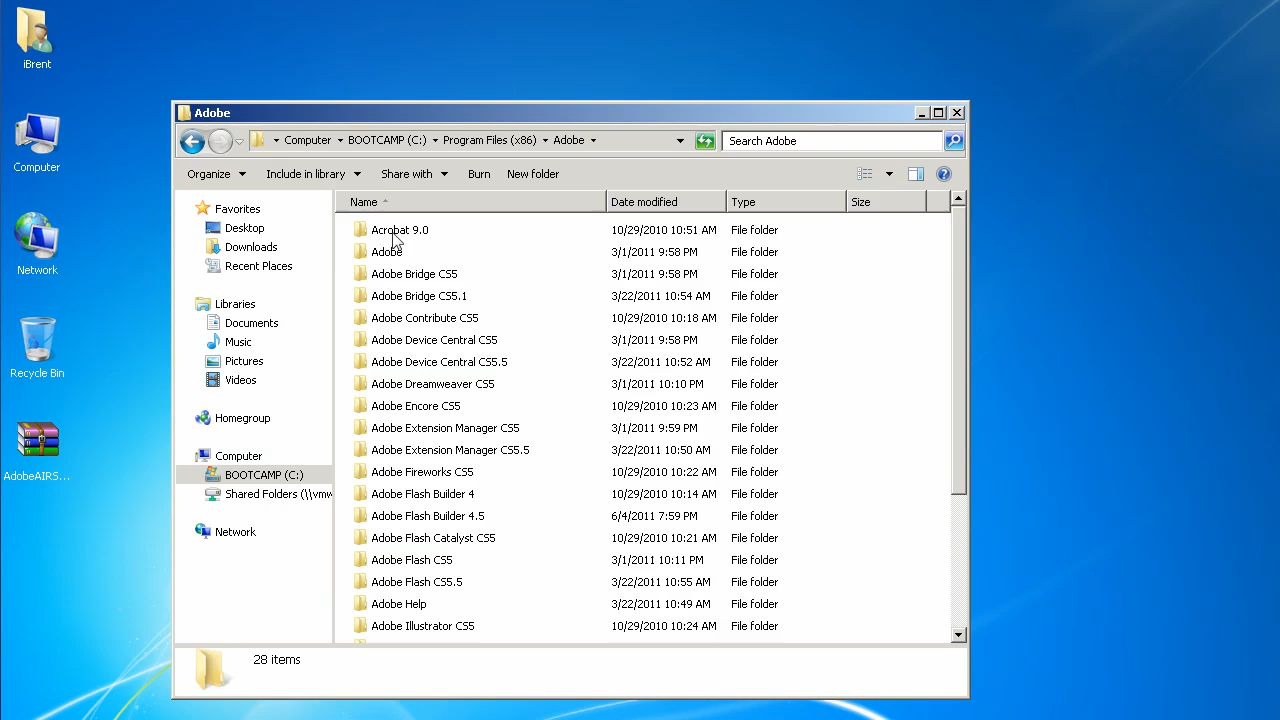 iBrent
Computer
Network
Recycle Bin
AdobeAIRS...
Adobe
Computer BOOTCAMP (C:) Program Files (x86) Adobe
Search Adobe
Organize Include in library Share with Burn New folder
Favorites
Desktop
Downloads
Recent Places
Libraries
Documents
Music
Pictures
Videos
Homegroup
Computer
BOOTCAMP (C:)
Shared Folders (\\vmw
Network
Name Date modified Type Size
Acrobat 9.0 10/29/2010 10:51 AM File folder
Adobe 3/1/2011 9:58 PM File folder
Adobe Bridge CS5 3/1/2011 9:58 PM File folder
Adobe Bridge CS5.1 3/22/2011 10:54 AM File folder
Adobe Contribute CS5 10/29/2010 10:18 AM File folder
Adobe Device Central CS5 3/1/2011 9:58 PM File folder
Adobe Device Central CS5.5 3/22/2011 10:52 AM File folder
Adobe Dreamweaver CS5 3/1/2011 10:10 PM File folder
Adobe Encore CS5 10/29/2010 10:23 AM File folder
Adobe Extension Manager CS5 3/1/2011 9:59 PM File folder
Adobe Extension Manager CS5.5 3/22/2011 10:50 AM File folder
Adobe Fireworks CS5 10/29/2010 10:22 AM File folder
Adobe Flash Builder 4 10/29/2010 10:14 AM File folder
Adobe Flash Builder 4.5 6/4/2011 7:59 PM File folder
Adobe Flash Catalyst CS5 10/29/2010 10:21 AM File folder
Adobe Flash CS5 3/1/2011 10:11 PM File folder
Adobe Flash CS5.5 3/22/2011 10:55 AM File folder
Adobe Help 3/22/2011 10:49 AM File folder
Adobe Illustrator CS5 10/29/2010 10:24 AM File folder
28 items